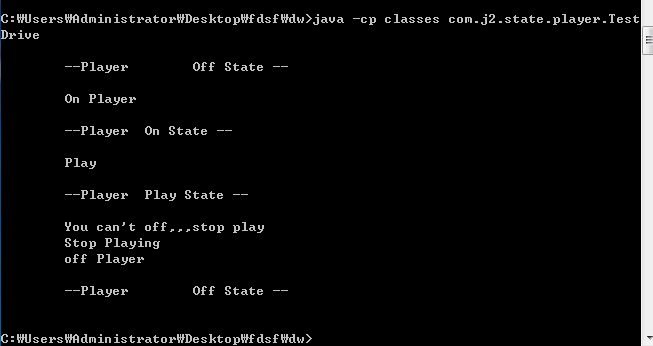 C:₩Users₩Administrator₩Desktop₩fdsf₩dw>java -cp classes com.j2.state.player.Test
Drive
--Player        Off State --
On Player
--Player  On State --
Play
--Player  Play State --
You can't off,,,stop play
Stop Playing
off Player
--Player        Off State --
C:₩Users₩Administrator₩Desktop₩fdsf₩dw>